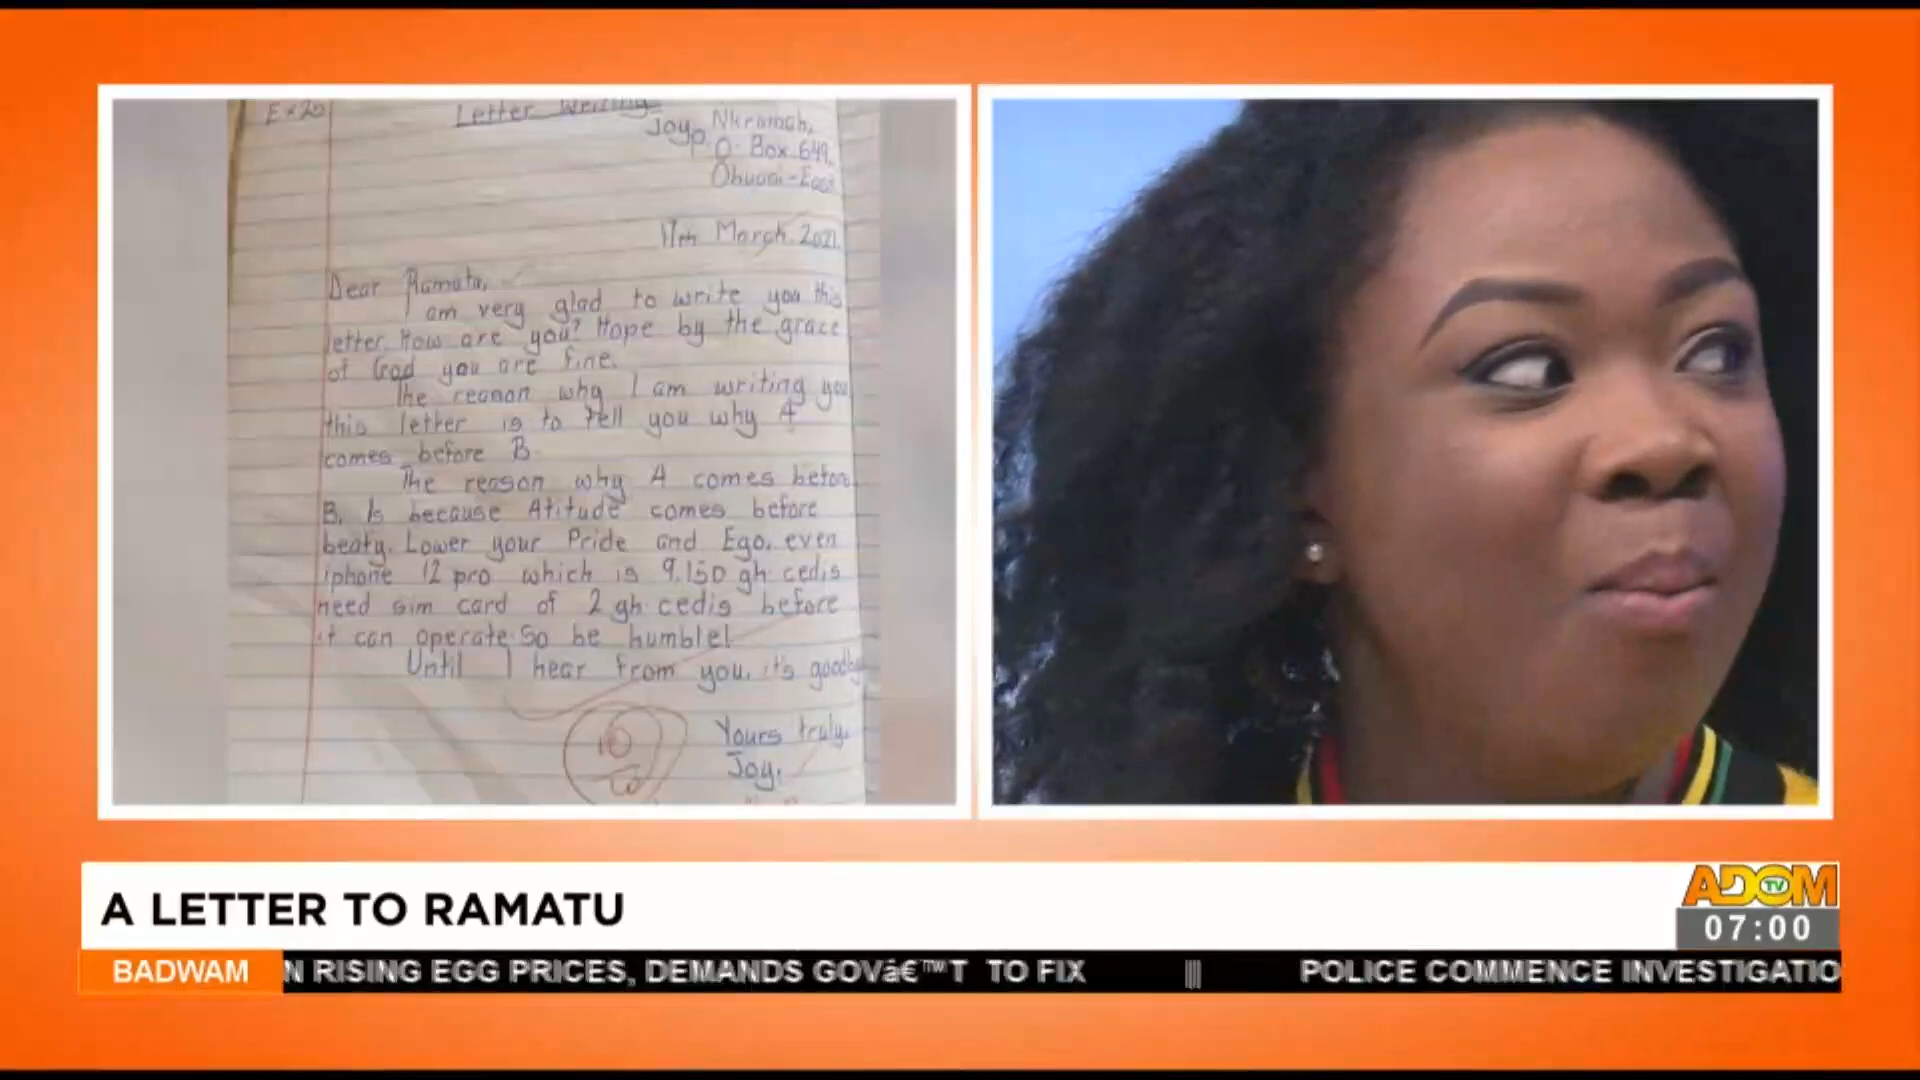 Ex 20
Letter Writing
Joy Nkrumah,
P. O. Box 649,
Obuasi-East
17th March, 2021.
Dear Ramatu,
I am very glad to write you this
letter. How are you? Hope by the grace
of God you are fine.
The reason why I am writing you
this letter is to tell you why A
comes before B.
The reason why A comes before
B. Is because Atitude comes before
beaty. Lower your Pride and Ego. even
iphone 12 pro which is 9.150 gh cedis
need sim card of 2 gh cedis before
it can operate. So be humble!
Until I hear from you, it's goodby
Yours truly,
Joy.
10
A LETTER TO RAMATU
ADOM TV
07:00
BADWAM
N RISING EGG PRICES, DEMANDS GOVâ€™T TO FIX
POLICE COMMENCE INVESTIGATIO